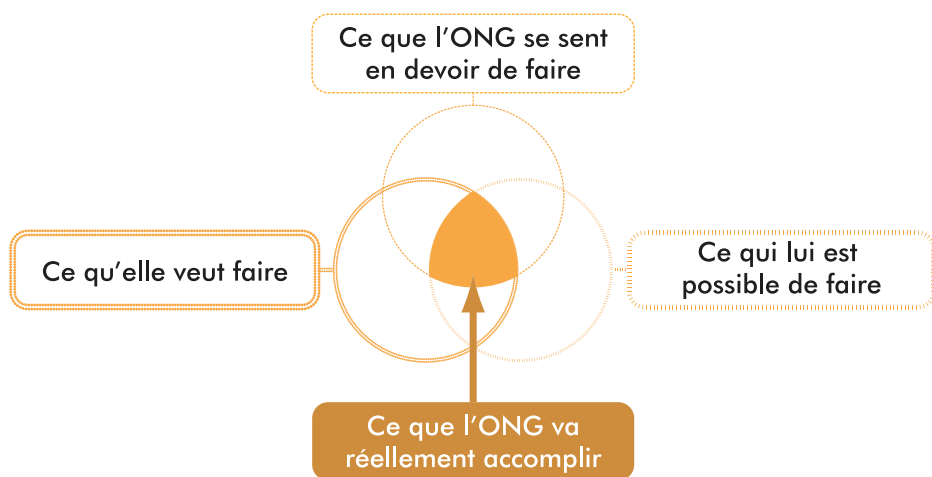 Ce que l'ONG se sent
en devoir de faire
Ce qu'elle veut faire
Ce qui lui est
possible de faire
Ce que l'ONG va
réellement accomplir